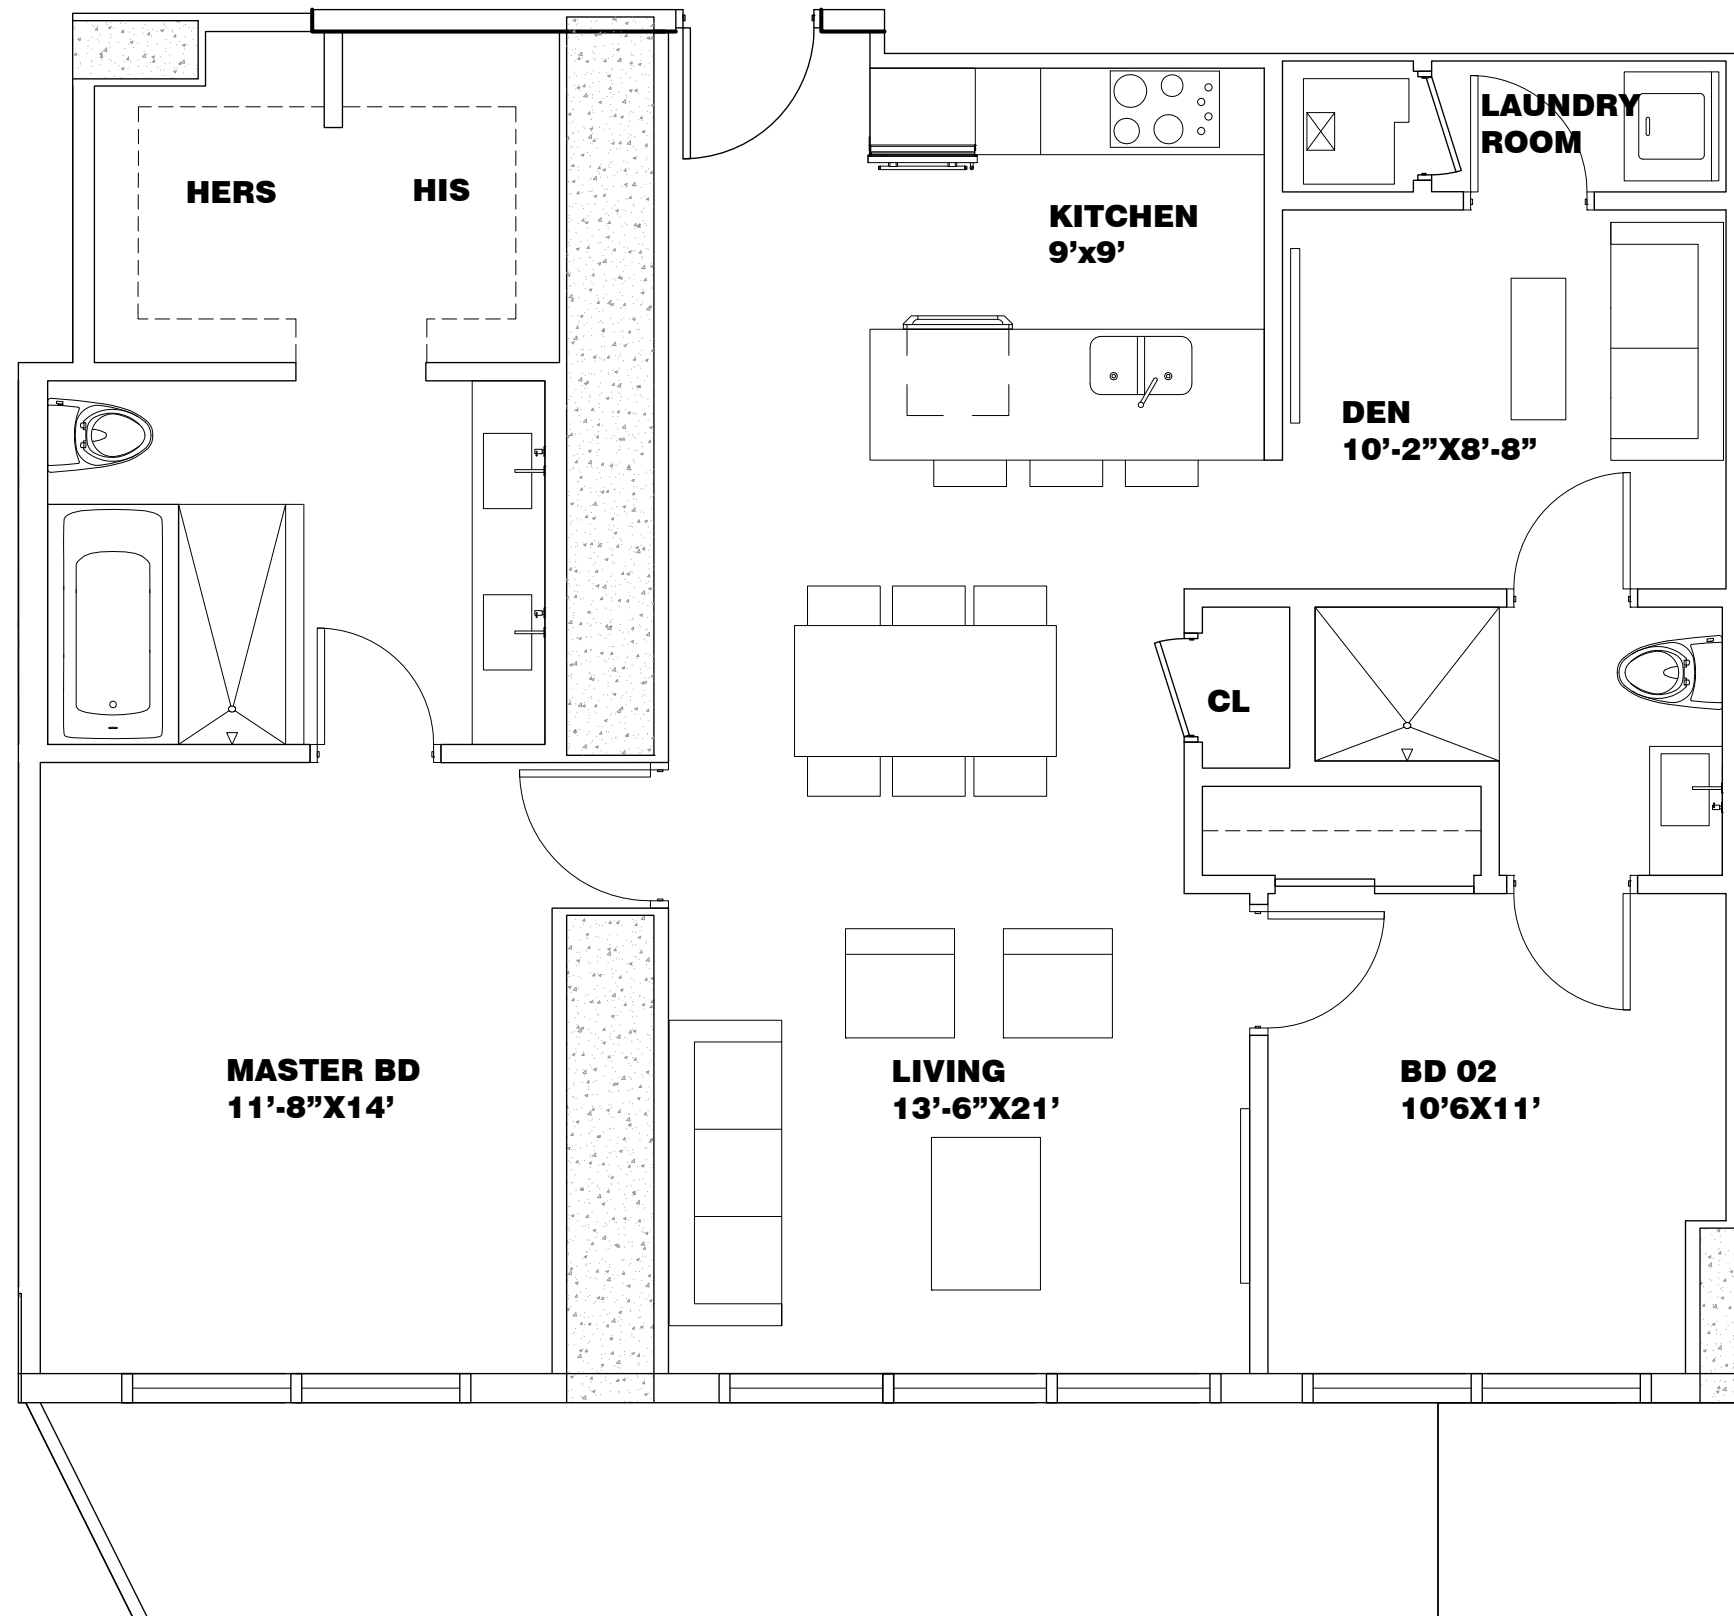 LAUNDRY
ROOM
HERS
HIS
KITCHEN
9’x9’
DEN
10’-2”X8’-8”
CL
MASTER BD
11’-8”X14’
LIVING
13’-6”X21’
BD 02
10’6X11’